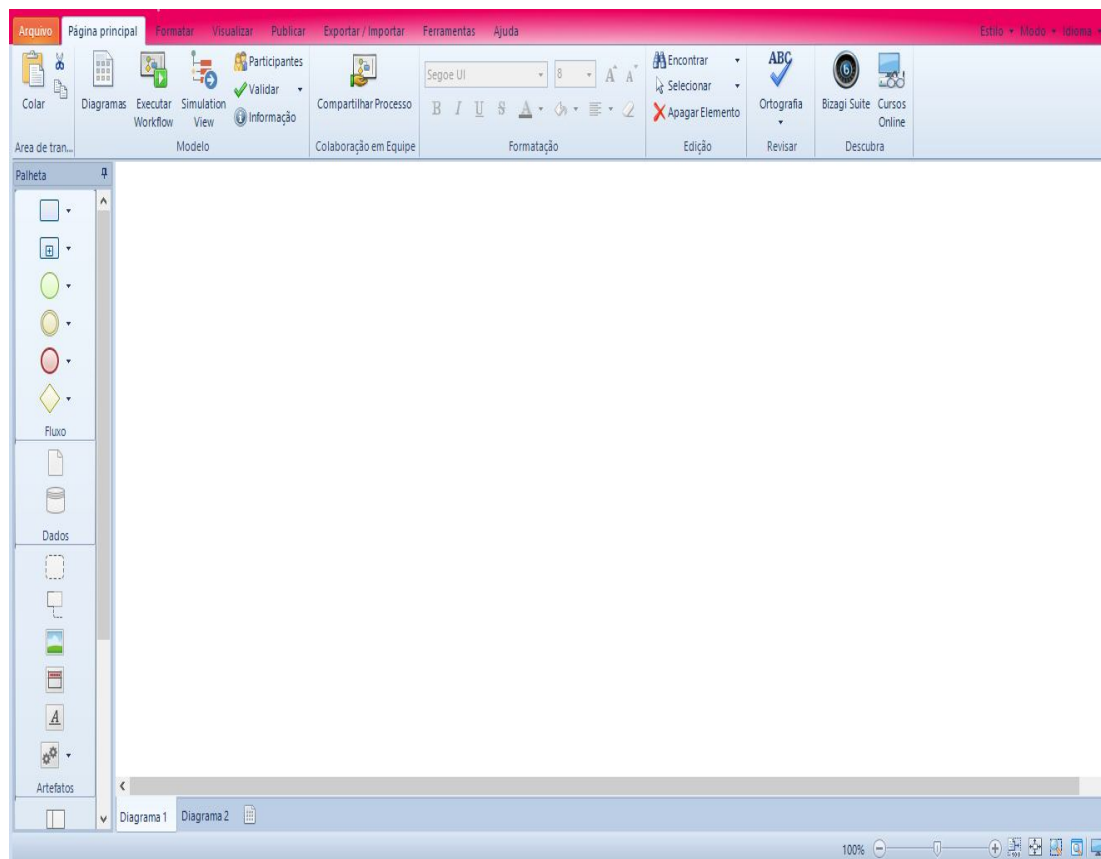 Arquivo Página principal Formatar Visualizar Publicar Exportar / Importar Ferramentas Ajuda Estilo Modo Idioma
Colar
Diagramas Executar Workflow Simulation View
Participantes
Validar
Informação
Compartilhar Processo
Segoe UI 8 A A
B I U S A
Encontrar
Selecionar
Apagar Elemento
ABC
Ortografia
Bizagi Suite Cursos Online
Area de tran... Modelo Colaboração em Equipe Formatação Edição Revisar Descubra
Palheta
Fluxo
Dados
A
Artefatos
Diagrama 1 Diagrama 2
100%